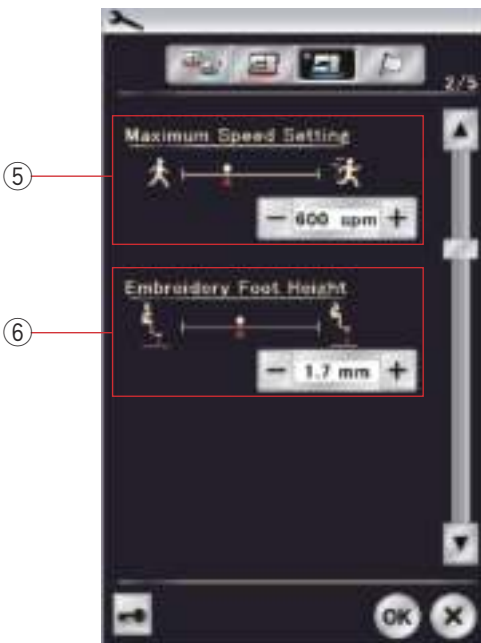 2/5
Maximum Speed Setting
⑤
− 600 spm +
Embroidery Foot Height
⑥
− 1.7 mm +
OK